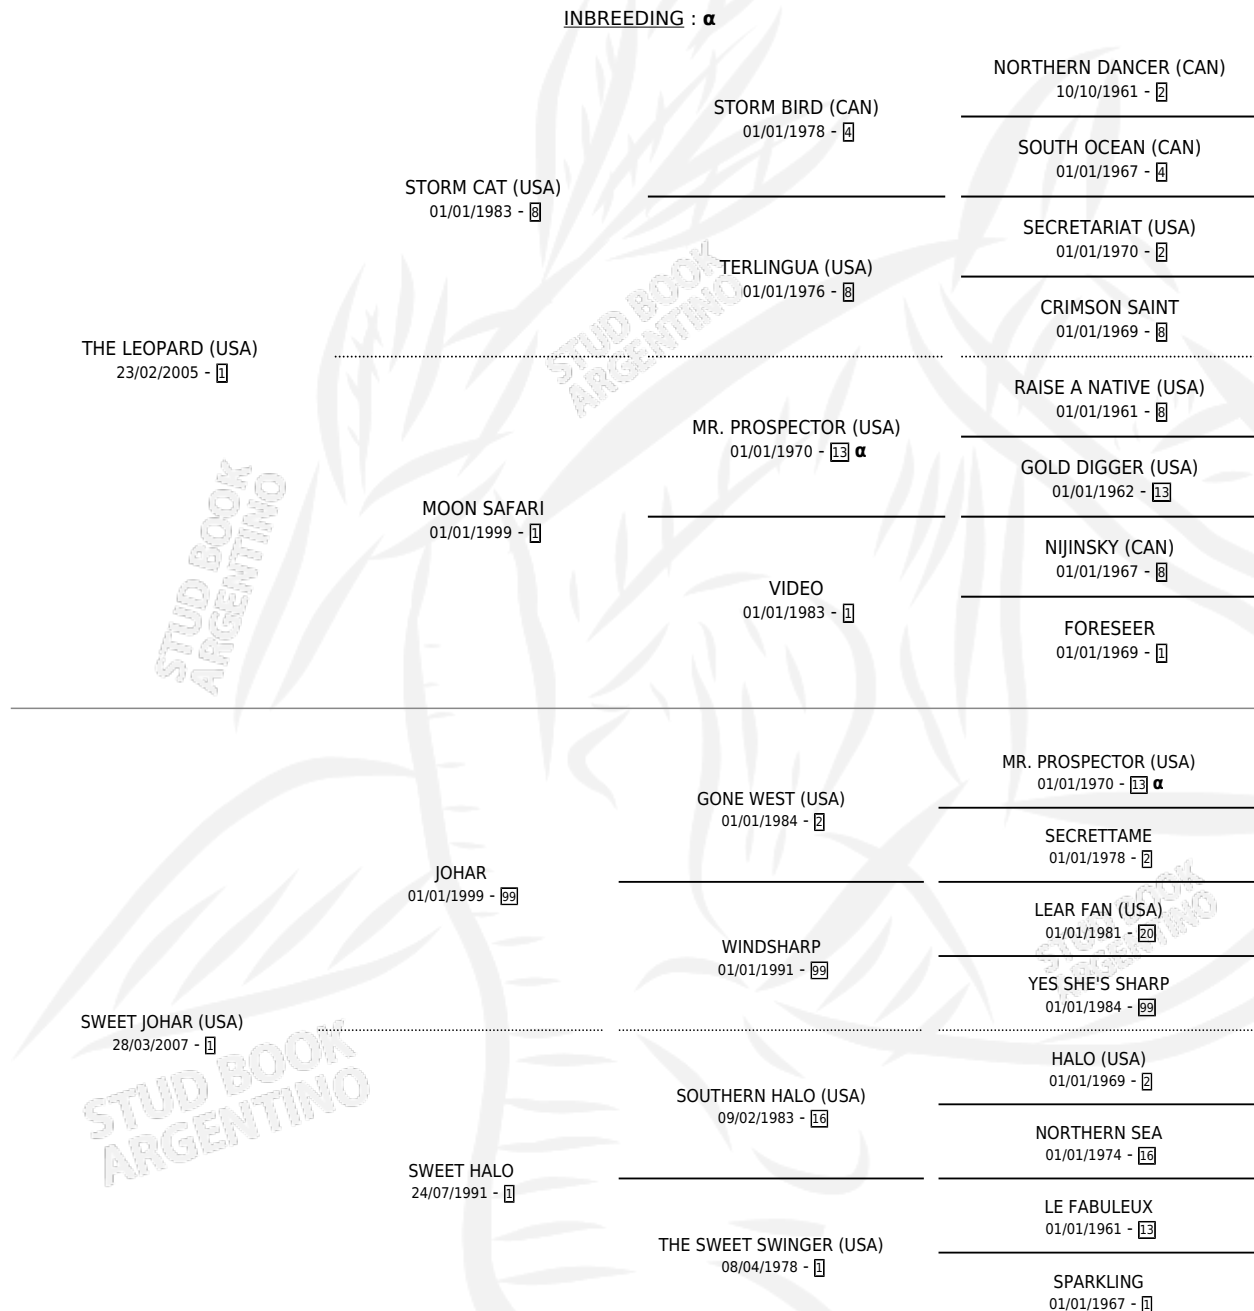 INBREEDING : α
NORTHERN DANCER (CAN)
10/10/1961 - 2
STORM BIRD (CAN)
01/01/1978 - 4
SOUTH OCEAN (CAN)
01/01/1967 - 4
STORM CAT (USA)
01/01/1983 - 8
SECRETARIAT (USA)
01/01/1970 - 2
TERLINGUA (USA)
01/01/1976 - 8
CRIMSON SAINT
01/01/1969 - 8
THE LEOPARD (USA)
23/02/2005 - 1
RAISE A NATIVE (USA)
01/01/1961 - 8
MR. PROSPECTOR (USA)
01/01/1970 - 13 α
GOLD DIGGER (USA)
01/01/1962 - 13
MOON SAFARI
01/01/1999 - 1
NIJINSKY (CAN)
01/01/1967 - 8
VIDEO
01/01/1983 - 1
FORESEER
01/01/1969 - 1
MR. PROSPECTOR (USA)
01/01/1970 - 13 α
GONE WEST (USA)
01/01/1984 - 2
SECRETTAME
01/01/1978 - 2
JOHAR
01/01/1999 - 99
LEAR FAN (USA)
01/01/1981 - 20
WINDSHARP
01/01/1991 - 99
YES SHE'S SHARP
01/01/1984 - 99
SWEET JOHAR (USA)
28/03/2007 - 1
HALO (USA)
01/01/1969 - 2
SOUTHERN HALO (USA)
09/02/1983 - 16
NORTHERN SEA
01/01/1974 - 16
SWEET HALO
24/07/1991 - 1
LE FABULEUX
01/01/1961 - 13
THE SWEET SWINGER (USA)
08/04/1978 - 1
SPARKLING
01/01/1967 - 1
STUD BOOK
ARGENTINO
STUD BOOK
ARGENTINO
STUD BOOK
ARGENTINO
STUD BOOK
ARGENTINO